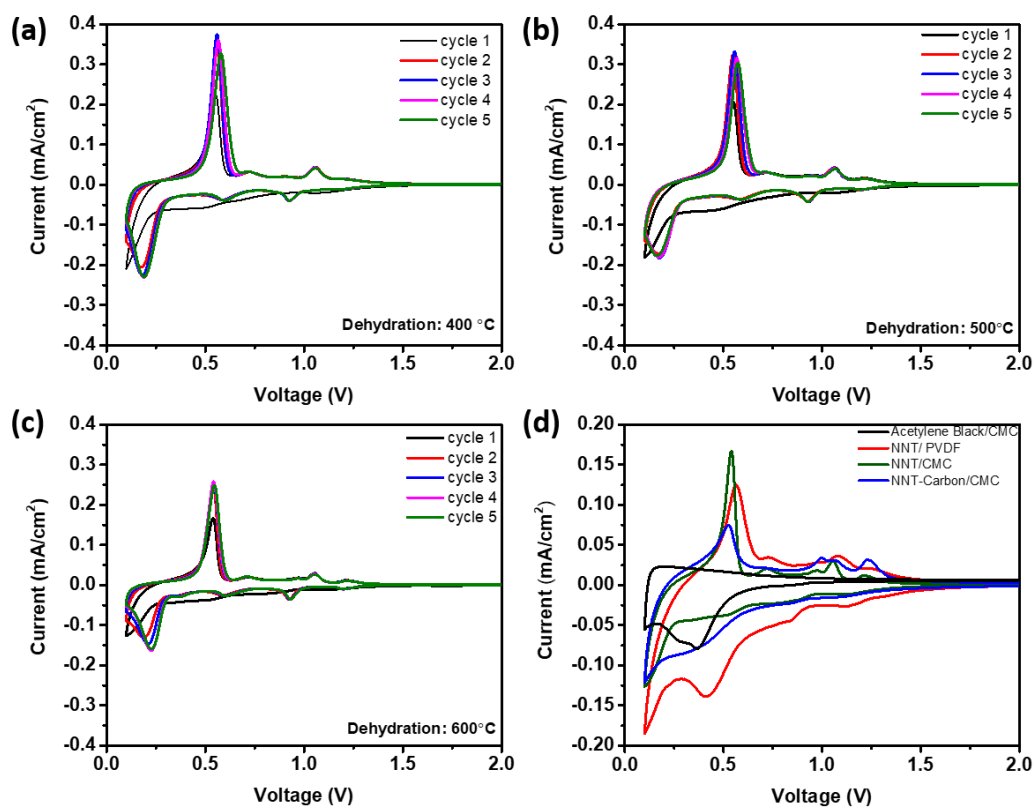 (a)
0.4
0.3
0.2
0.1
0.0
-0.1
-0.2
-0.3
-0.4
Current (mA/cm²)
cycle 1
cycle 2
cycle 3
cycle 4
cycle 5
Dehydration: 400 °C
0.0 0.5 1.0 1.5 2.0
Voltage (V)
(b)
0.4
0.3
0.2
0.1
0.0
-0.1
-0.2
-0.3
-0.4
Current (mA/cm²)
cycle 1
cycle 2
cycle 3
cycle 4
cycle 5
Dehydration: 500°C
0.0 0.5 1.0 1.5 2.0
Voltage (V)
(c)
0.4
0.3
0.2
0.1
0.0
-0.1
-0.2
-0.3
-0.4
Current (mA/cm²)
cycle 1
cycle 2
cycle 3
cycle 4
cycle 5
Dehydration: 600°C
0.0 0.5 1.0 1.5 2.0
Voltage (V)
(d)
0.20
0.15
0.10
0.05
0.00
-0.05
-0.10
-0.15
-0.20
Current (mA/cm²)
Acetylene Black/CMC
NNT/ PVDF
NNT/CMC
NNT-Carbon/CMC
0.0 0.5 1.0 1.5 2.0
Voltage (V)